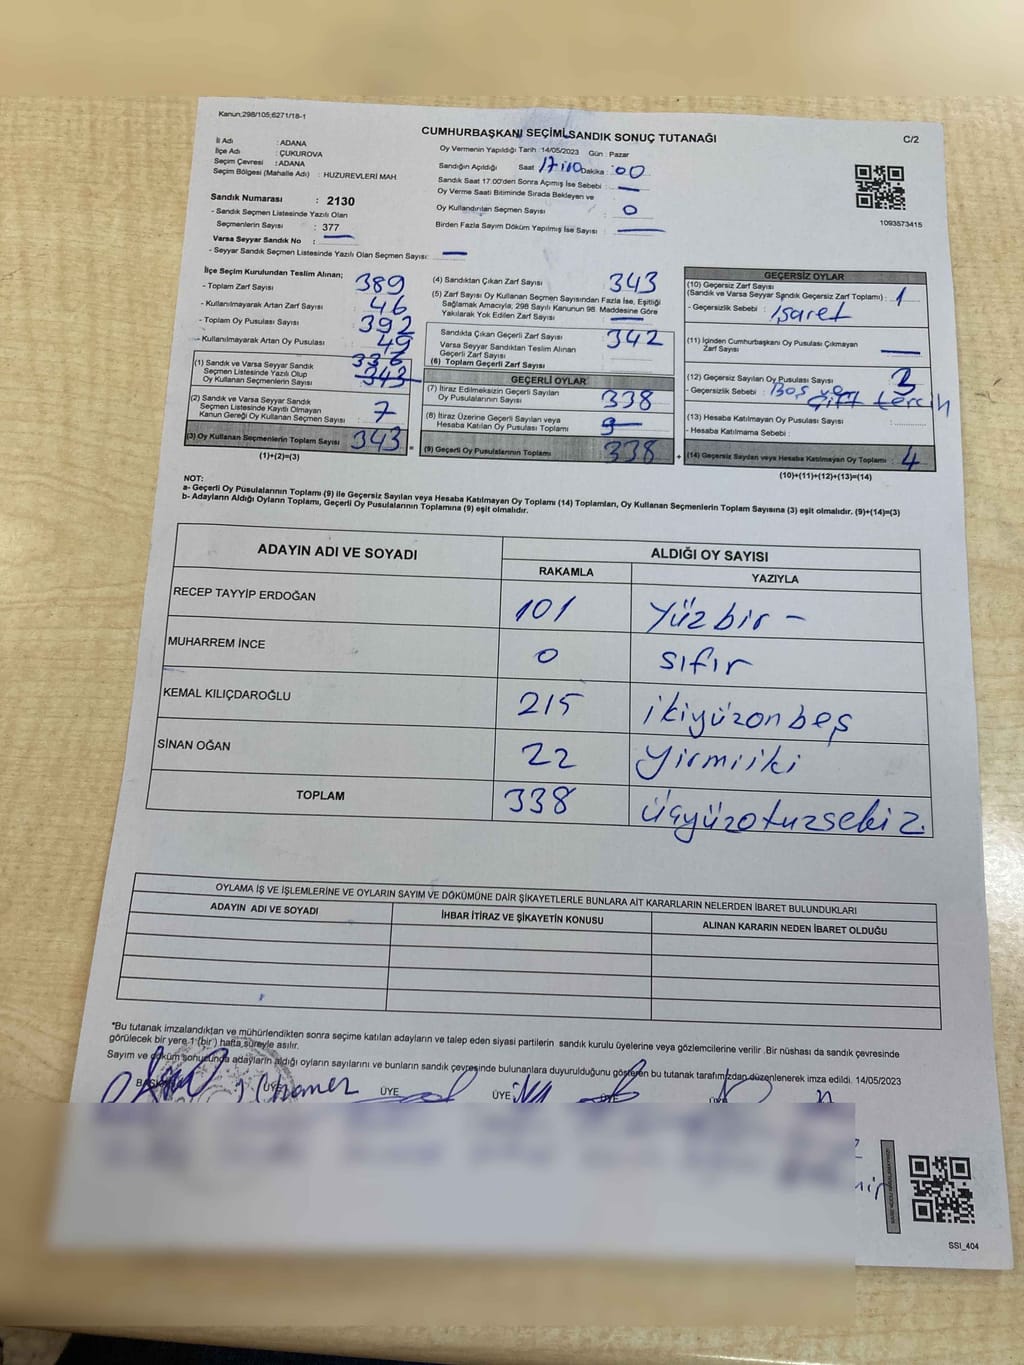 Kanun;298/105;6271/18-1
CUMHURBAŞKANI SEÇİMİ SANDIK SONUÇ TUTANAĞI
C/2
İl Adı : ADANA
İlçe Adı : ÇUKUROVA
Seçim Çevresi : ADANA
Seçim Bölgesi (Mahalle Adı) : HUZUREVLERİ MAH
Oy Vermenin Yapıldığı Tarih :14/05/2023 Gün : Pazar
Sandığın Açıldığı Saat Dakika : 00
Sandık Saat 17.00'den Sonra Açılmış İse Sebebi : —
Oy Verme Saati Bitiminde Sırada Bekleyen ve
Oy Kullandırılan Seçmen Sayısı : 0
Birden Fazla Sayım Döküm Yapılmış İse Sayısı : —
1093573415
Sandık Numarası : 2130
- Sandık Seçmen Listesinde Yazılı Olan
Seçmenlerin Sayısı : 377
Varsa Seyyar Sandık No : —
- Seyyar Sandık Seçmen Listesinde Yazılı Olan Seçmen Sayısı: —
İlçe Seçim Kurulundan Teslim Alınan;
- Toplam Zarf Sayısı : 389
- Kullanılmayarak Artan Zarf Sayısı : 46
- Toplam Oy Pusulası Sayısı : 392
- Kullanılmayarak Artan Oy Pusulası : 49
(1) Sandık ve Varsa Seyyar Sandık
Seçmen Listesinde Yazılı Olup
Oy Kullanan Seçmenlerin Sayısı : 336 343
(2) Sandık ve Varsa Seyyar Sandık
Seçmen Listesinde Kayıtlı Olmayan
Kanun Gereği Oy Kullanan Seçmen Sayısı : 7
(3) Oy Kullanan Seçmenlerin Toplam Sayısı : 343
(1)+(2)=(3)
(4) Sandıktan Çıkan Zarf Sayısı : 343
(5) Zarf Sayısı Oy Kullanan Seçmen Sayısından Fazla İse, Eşitliği
Sağlamak Amacıyla, 298 Sayılı Kanunun 98. Maddesine Göre
Yakılarak Yok Edilen Zarf Sayısı : —
Sandıkta Çıkan Geçerli Zarf Sayısı : 342
Varsa Seyyar Sandıktan Teslim Alınan
Geçerli Zarf Sayısı
(6) Toplam Geçerli Zarf Sayısı :
GEÇERLİ OYLAR
(7) İtiraz Edilmeksizin Geçerli Sayılan
Oy Pusulalarının Sayısı : 338
(8) İtiraz Üzerine Geçerli Sayılan veya
Hesaba Katılan Oy Pusulası Toplamı :
(9) Geçerli Oy Pusulalarının Toplamı : 338
GEÇERSİZ OYLAR
(10) Geçersiz Zarf Sayısı
(Sandık ve Varsa Seyyar Sandık Geçersiz Zarf Toplamı) : 1
- Geçersizlik Sebebi : işaret
(11) İçinden Cumhurbaşkanı Oy Pusulası Çıkmayan
Zarf Sayısı : —
(12) Geçersiz Sayılan Oy Pusulası Sayısı : 3
- Geçersizlik Sebebi : Boş ve Çift tercih
(13) Hesaba Katılmayan Oy Pusulası Sayısı :
- Hesaba Katılmama Sebebi :
(14) Geçersiz Sayılan veya Hesaba Katılmayan Oy Toplamı : 4
(10)+(11)+(12)+(13)=(14)
NOT:
a- Geçerli Oy Pusulalarının Toplamı (9) ile Geçersiz Sayılan veya Hesaba Katılmayan Oy Toplamı (14) Toplamları, Oy Kullanan Seçmenlerin Toplam Sayısına (3) eşit olmalıdır. (9)+(14)=(3)
b- Adayların Aldığı Oyların Toplamı, Geçerli Oy Pusulalarının Toplamına (9) eşit olmalıdır.
ADAYIN ADI VE SOYADI ALDIĞI OY SAYISI
RAKAMLA YAZIYLA
RECEP TAYYİP ERDOĞAN 101 Yüzbir -
MUHARREM İNCE 0 sıfır
KEMAL KILIÇDAROĞLU 215 ikiyüzonbeş
SİNAN OĞAN 22 Yirmiiki
TOPLAM 338 üçyüzotuzsekiz.
OYLAMA İŞ VE İŞLEMLERİNE VE OYLARIN SAYIM VE DÖKÜMÜNE DAİR ŞİKAYETLERLE BUNLARA AİT KARARLARIN NELERDEN İBARET BULUNDUKLARI
ADAYIN ADI VE SOYADI İHBAR İTİRAZ VE ŞİKAYETİN KONUSU ALINAN KARARIN NEDEN İBARET OLDUĞU
"Bu tutanak imzalandıktan ve mühürlendikten sonra seçime katılan adayların ve talep eden siyasi partilerin sandık kurulu üyelerine veya gözlemcilerine verilir .Bir nüshası da sandık çevresinde
görülecek bir yere 1 (bir ) hafta süreyle asılır.
Sayım ve döküm sonucunda adayların aldığı oyların sayılarını ve bunların sandık çevresinde bulunanlara duyurulduğunu gösteren bu tutanak tarafımızdan düzenlenerek imza edildi. 14/05/2023
ÜYE ÜYE ÜYE ÜYE
SSI_404